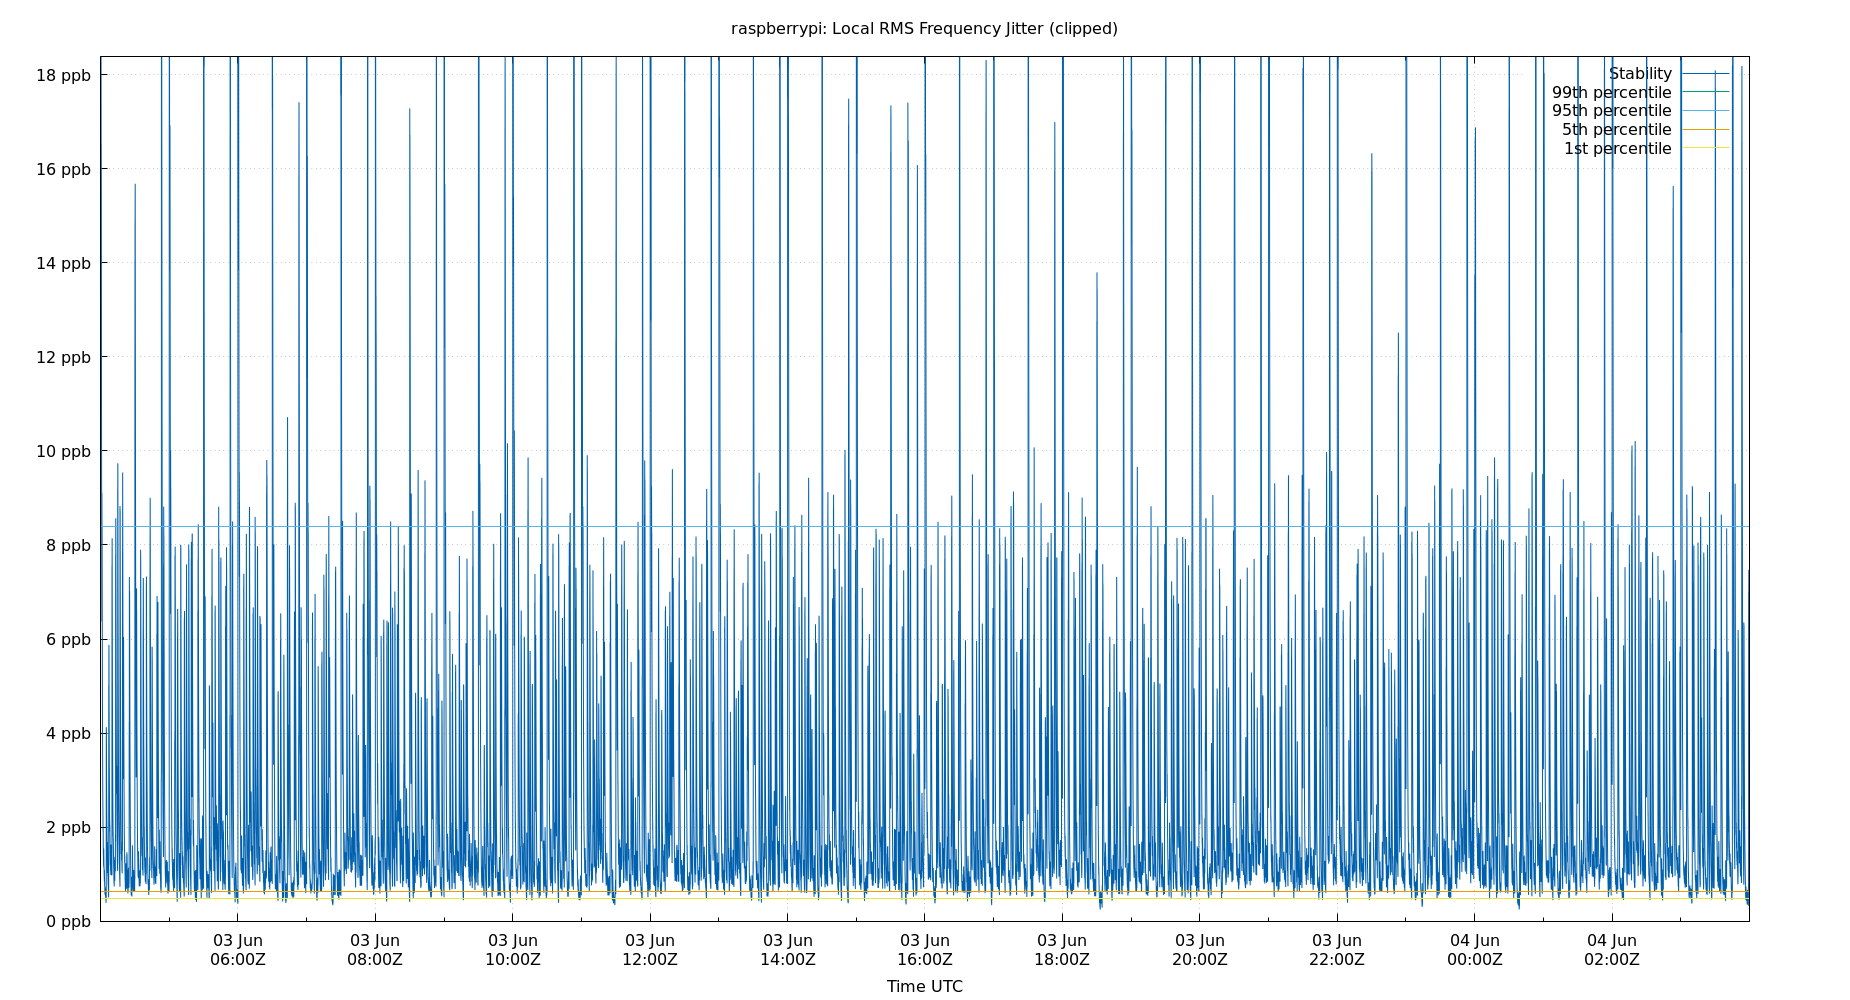 raspberrypi: Local RMS Frequency Jitter (clipped)
18 ppb
16 ppb
14 ppb
12 ppb
10 ppb
8 ppb
6 ppb
4 ppb
2 ppb
0 ppb
Stability
99th percentile
95th percentile
5th percentile
1st percentile
03 Jun 03 Jun 03 Jun 03 Jun 03 Jun 03 Jun 03 Jun 03 Jun 03 Jun 04 Jun 04 Jun
06:00Z 08:00Z 10:00Z 12:00Z 14:00Z 16:00Z 18:00Z 20:00Z 22:00Z 00:00Z 02:00Z
Time UTC